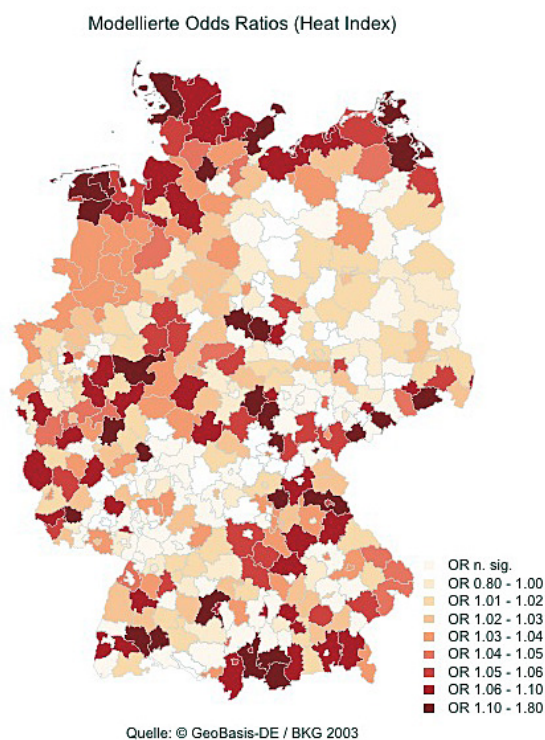 Modellierte Odds Ratios (Heat Index)
OR n. sig.
OR 0.80 - 1.00
OR 1.01 - 1.02
OR 1.02 - 1.03
OR 1.03 - 1.04
OR 1.04 - 1.05
OR 1.05 - 1.06
OR 1.06 - 1.10
OR 1.10 - 1.80
Quelle: © GeoBasis-DE / BKG 2003